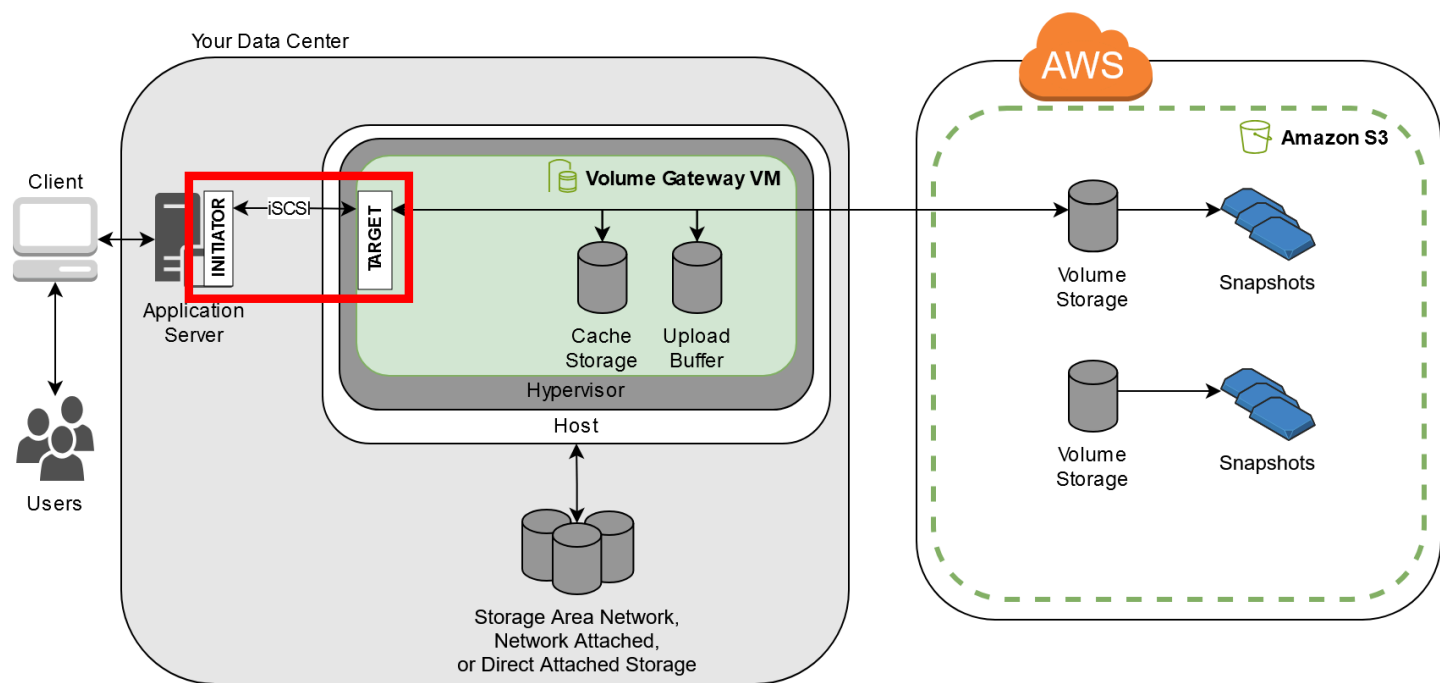 Your Data Center
AWS
Amazon S3
Client
INITIATOR
iSCSI
TARGET
Volume Gateway VM
Application
Server
Cache
Storage
Upload
Buffer
Hypervisor
Host
Volume
Storage
Snapshots
Users
Volume
Storage
Snapshots
Storage Area Network,
Network Attached,
or Direct Attached Storage